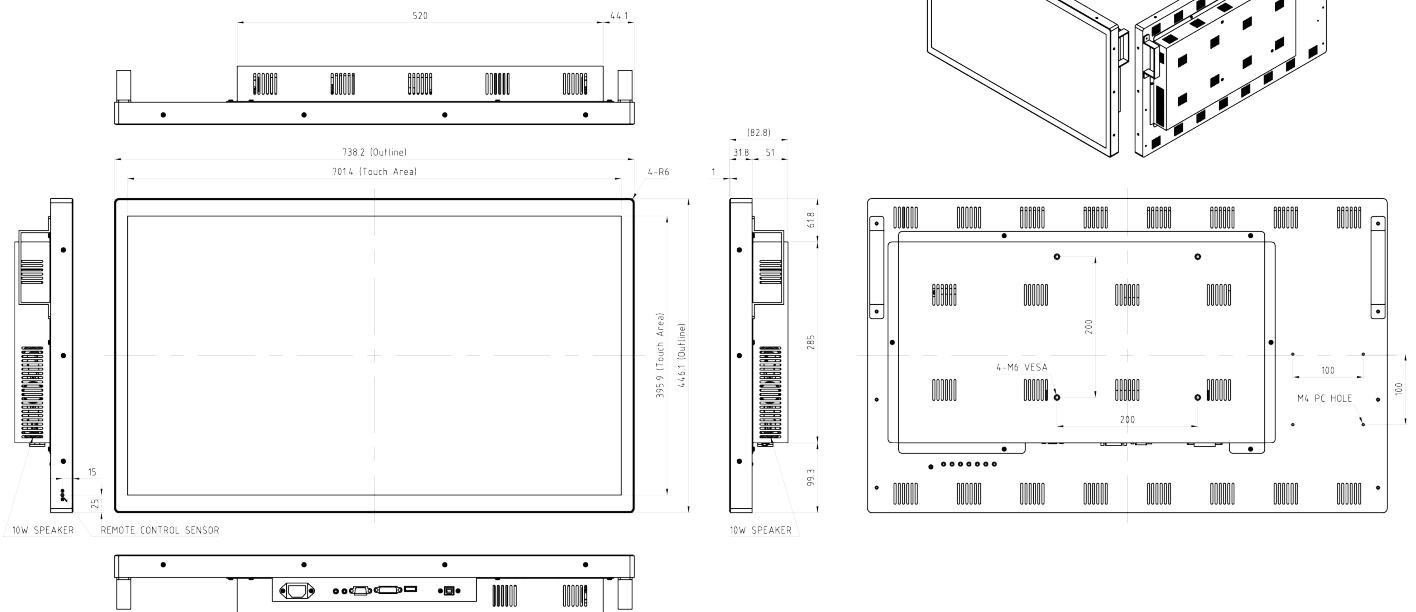 520
44.1
(82.8)
738.2 (Outline)
31.8
51
701.4 (Touch Area)
4-R6
1
61.8
395.9 (Touch Area)
446.1 (Outline)
285
200
4-M6 VESA
200
100
100
M4 PC HOLE
15
25
99.3
10W SPEAKER
REMOTE CONTROL SENSOR
10W SPEAKER